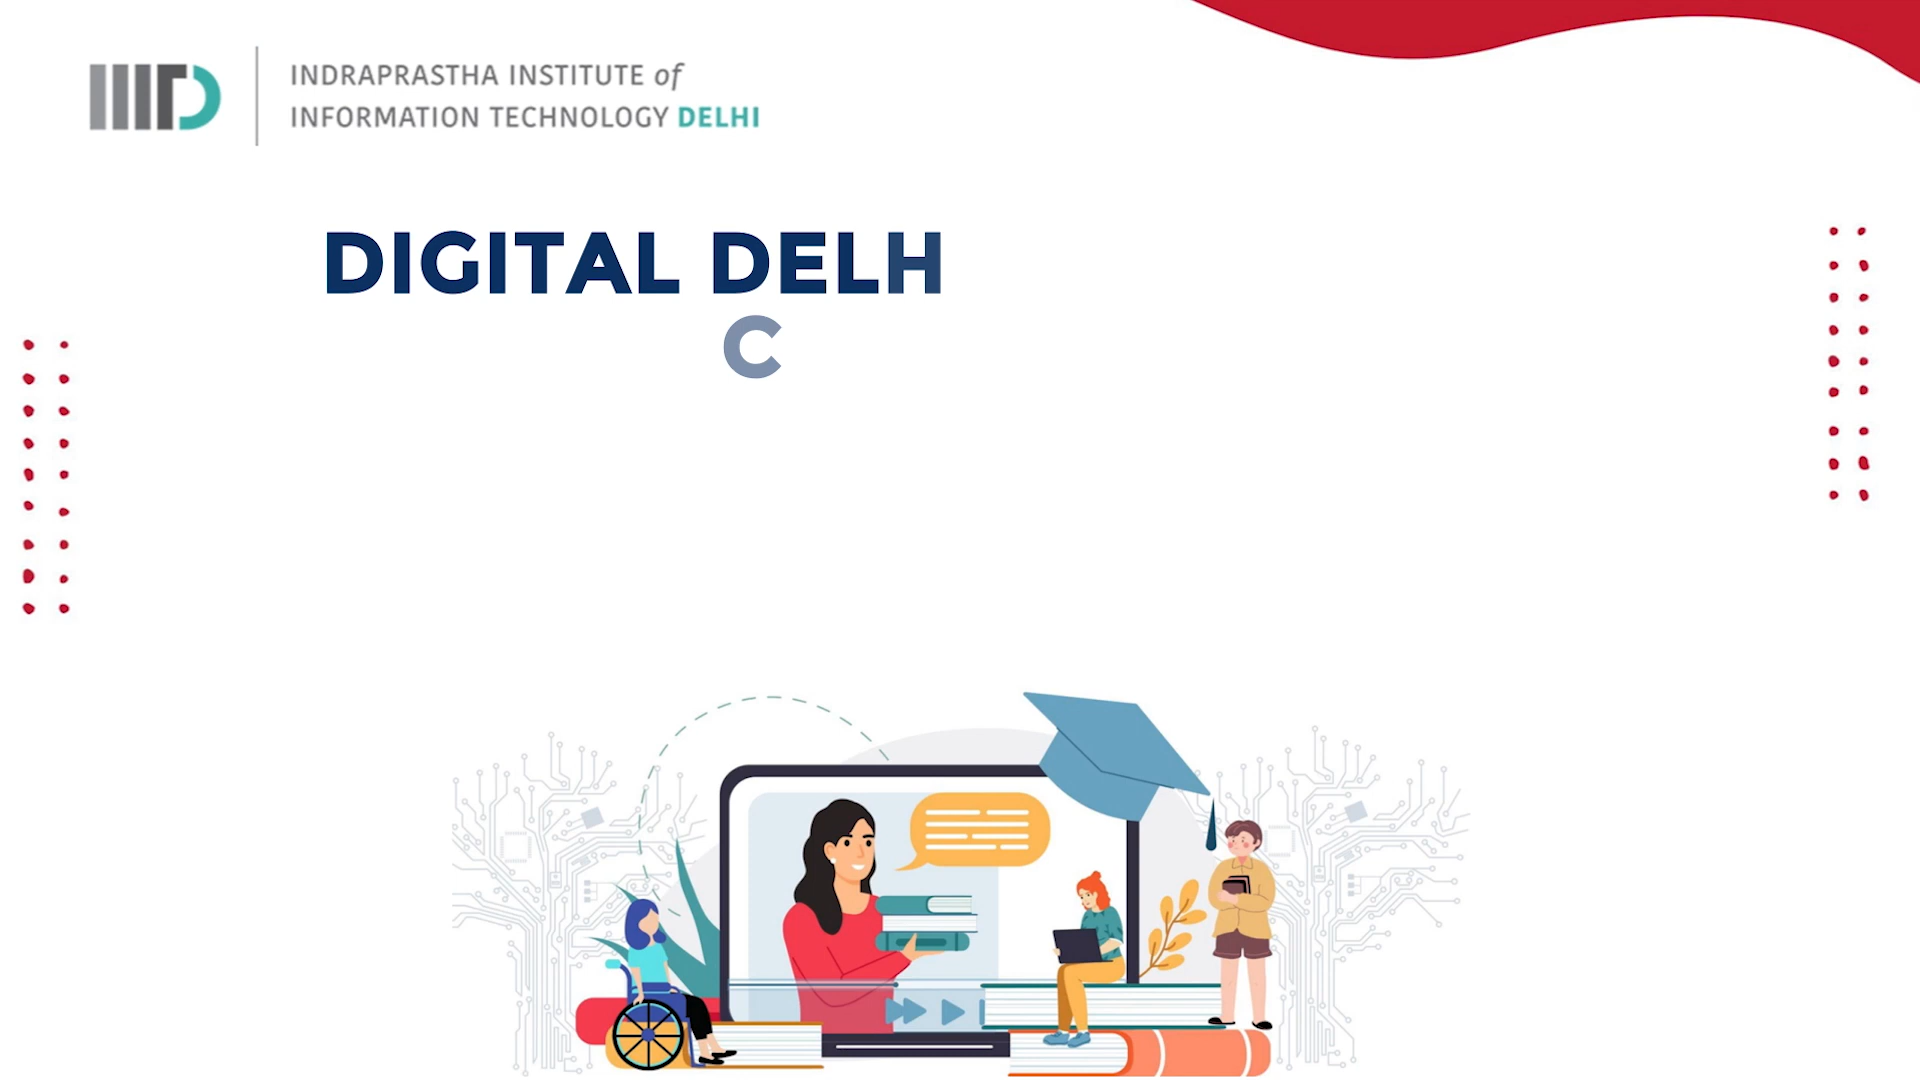 INDRAPRASTHA INSTITUTE of
INFORMATION TECHNOLOGY DELHI
DIGITAL DELH
C